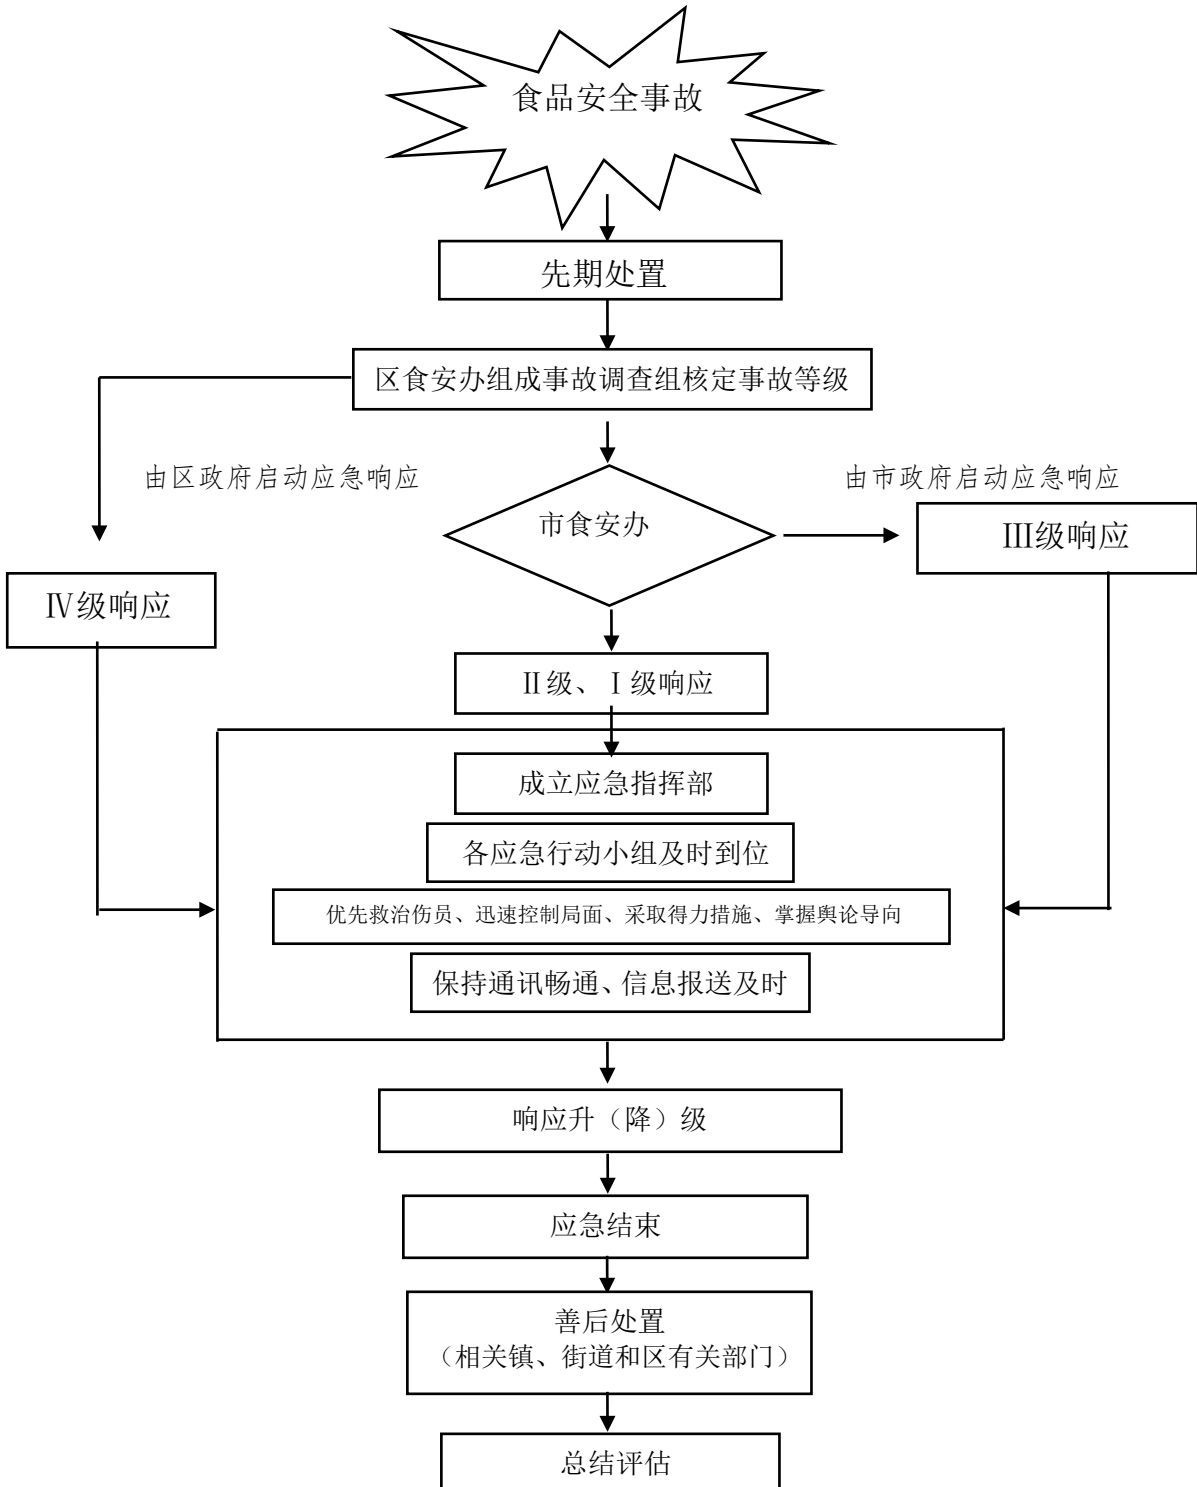 食品安全事故
先期处置
区食安办组成事故调查组核定事故等级
由区政府启动应急响应
由市政府启动应急响应
市食安办
Ⅲ级响应
Ⅳ级响应
Ⅱ级、Ⅰ级响应
成立应急指挥部
各应急行动小组及时到位
优先救治伤员、迅速控制局面、采取得力措施、掌握舆论导向
保持通讯畅通、信息报送及时
响应升（降）级
应急结束
善后处置
（相关镇、街道和区有关部门）
总结评估